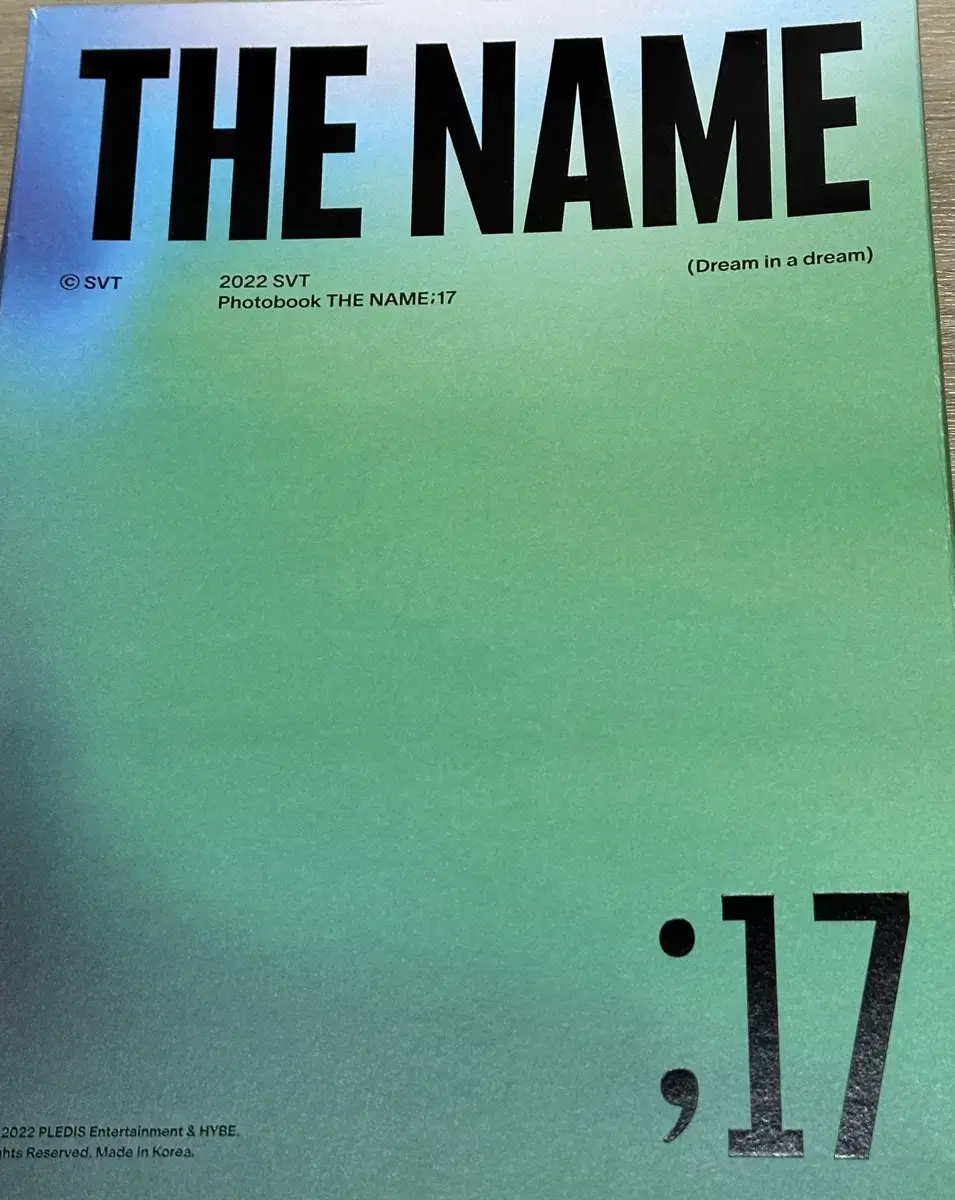 THE NAME
(Dream in a dream)
© SVT
2022 SVT
Photobook THE NAME;17
;17
2022 PLEDIS Entertainment & HYBE.
Reserved. Made in Korea.